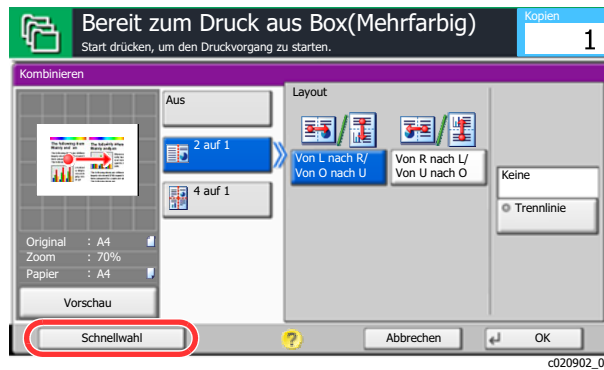 Bereit zum Druck aus Box(Mehrfarbig)
Start drücken, um den Druckvorgang zu starten.
Kopien
1
Kombinieren
Aus
2 auf 1
4 auf 1
Layout
Von L nach R/
Von O nach U
Von R nach L/
Von U nach O
Keine
Trennlinie
Original : A4
Zoom : 70%
Papier : A4
Vorschau
Schnellwahl
?
Abbrechen
OK
c020902_0